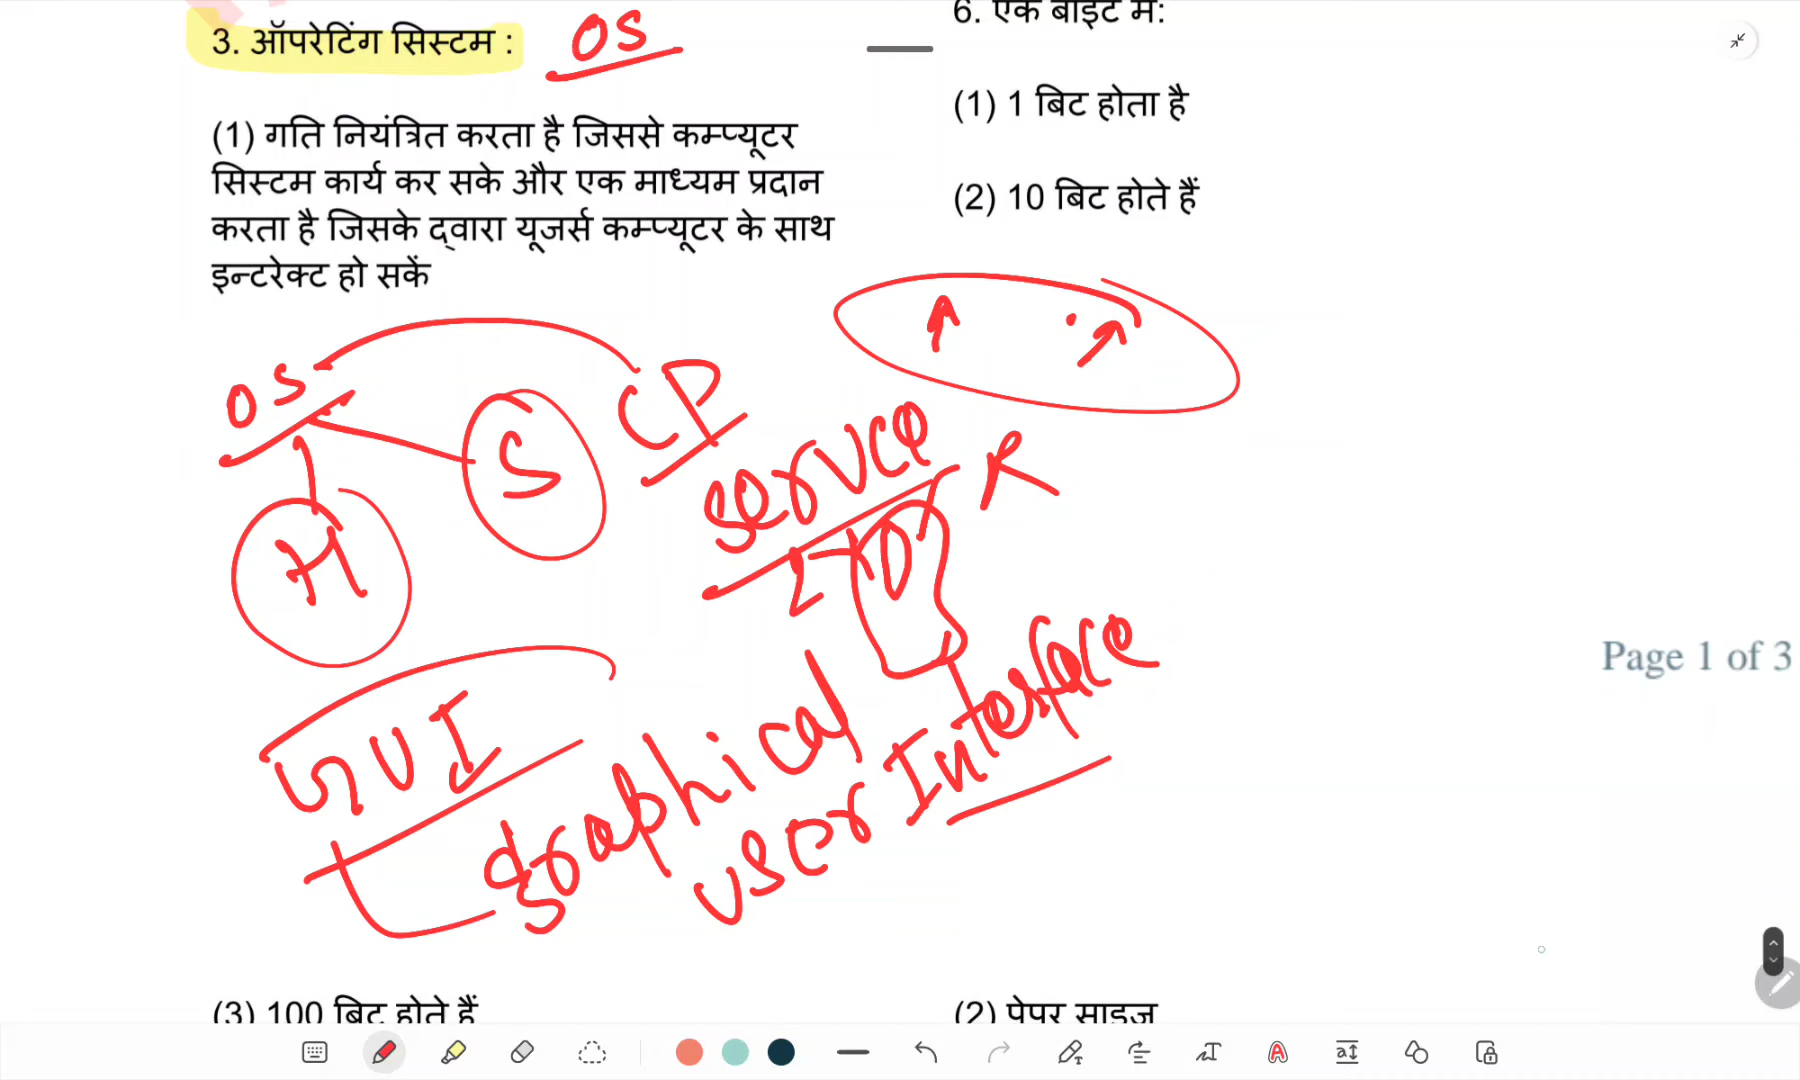 3. ऑपरेटिंग सिस्टम :
OS
(1) गति नियंत्रित करता है जिससे कम्प्यूटर
सिस्टम कार्य कर सके और एक माध्यम प्रदान
करता है जिसके द्वारा यूजर्स कम्प्यूटर के साथ
इन्टरेक्ट हो सकें
OS
S
H
CP
GUI
graphical
user Interface
(3) 100 बिट होते हैं
6. एक बाइट में:
(1) 1 बिट होता है
(2) 10 बिट होते हैं
(2) पेपर साइज
Page 1 of 3